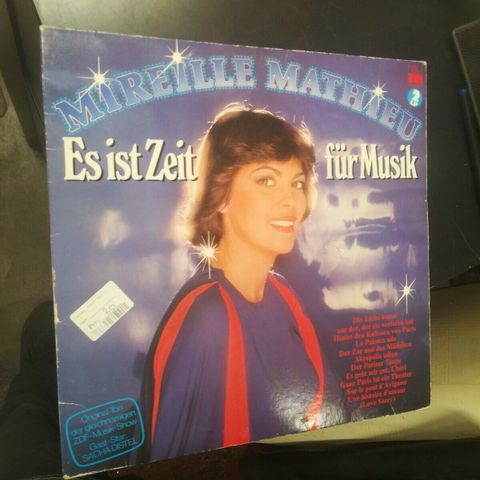 MIREILLE MATHIEU
Es ist Zeit für Musik
Die Liebe kennt
nur der, der sie verloren hat
Hinter den Kulissen von Paris
La Paloma ade
Der Zar und das Mädchen
Akropolis adieu
Der Pariser Tango
Es geht mir gut, Chéri
Ganz Paris ist ein Theater
Sur le pont d'Avignon
Une histoire d'amour
(Love Story)
Original Ton
der gleichnamigen
ZDF-Musik-Show
Gast-Star
SACHA DISTEL